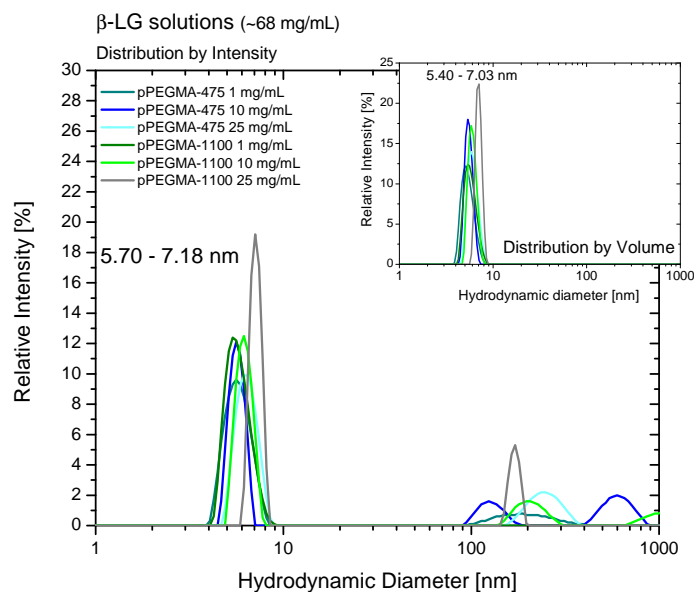 β-LG solutions (~68 mg/mL)
Distribution by Intensity
30
28
26
24
22
20
18
16
14
12
10
8
6
4
2
0
Relative Intensity [%]
pPEGMA-475 1 mg/mL
pPEGMA-475 10 mg/mL
pPEGMA-475 25 mg/mL
pPEGMA-1100 1 mg/mL
pPEGMA-1100 10 mg/mL
pPEGMA-1100 25 mg/mL
5.70 - 7.18 nm
1 10 100 1000
Hydrodynamic Diameter [nm]
25
20
15
10
5
0
Relative Intensity [%]
5.40 - 7.03 nm
Distribution by Volume
1 10 100 1000
Hydrodynamic diameter [nm]